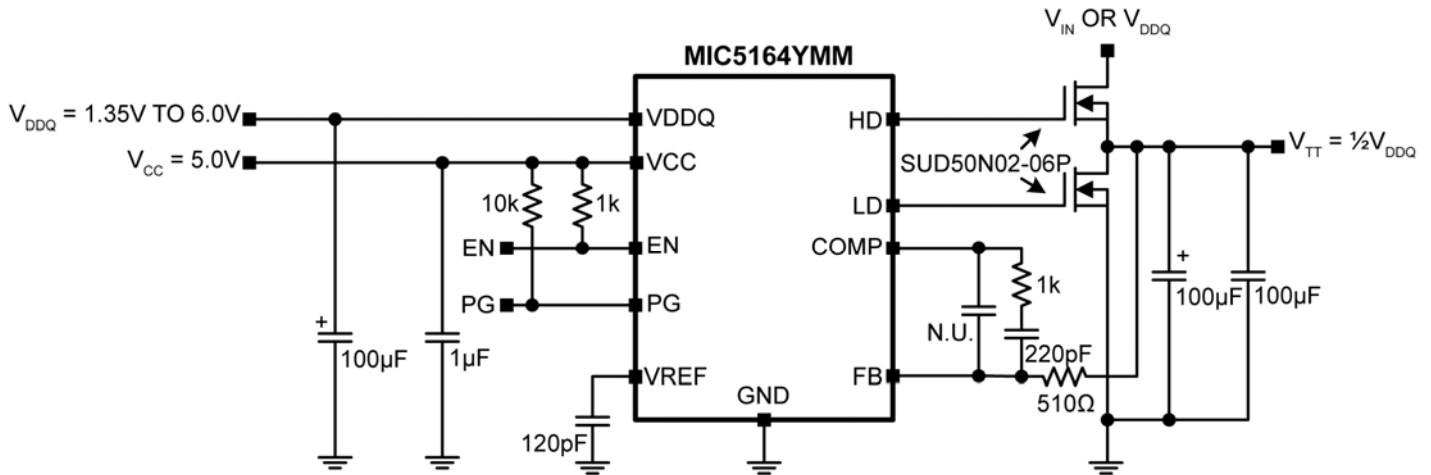 V_IN OR V_DDQ
MIC5164YMM
V_DDQ = 1.35V TO 6.0V
VDDQ
HD
V_CC = 5.0V
VCC
SUD50N02-06P
V_TT = ½V_DDQ
10k
1k
LD
EN
EN
COMP
PG
PG
1k
+
100µF
100µF
+
100µF
1µF
N.U.
220pF
VREF
FB
510Ω
GND
120pF